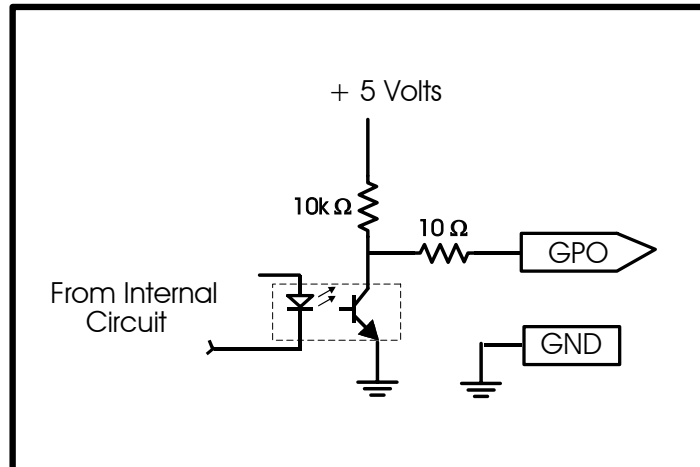 + 5 Volts
10k Ω
10 Ω
GPO
From Internal
Circuit
GND